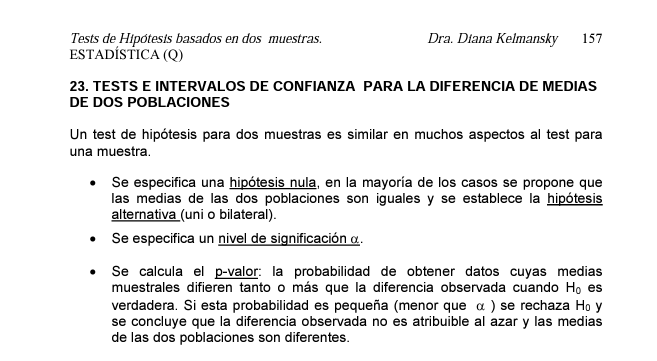 Tests de Hipótesis basados en dos muestras. Dra. Diana Kelmansky 157
ESTADÍSTICA (Q)
23. TESTS E INTERVALOS DE CONFIANZA PARA LA DIFERENCIA DE MEDIAS
DE DOS POBLACIONES
Un test de hipótesis para dos muestras es similar en muchos aspectos al test para
una muestra.
• Se especifica una hipótesis nula, en la mayoría de los casos se propone que
las medias de las dos poblaciones son iguales y se establece la hipótesis
alternativa (uni o bilateral).
• Se especifica un nivel de significación α.
• Se calcula el p-valor: la probabilidad de obtener datos cuyas medias
muestrales difieren tanto o más que la diferencia observada cuando H₀ es
verdadera. Si esta probabilidad es pequeña (menor que α ) se rechaza H₀ y
se concluye que la diferencia observada no es atribuible al azar y las medias
de las dos poblaciones son diferentes.